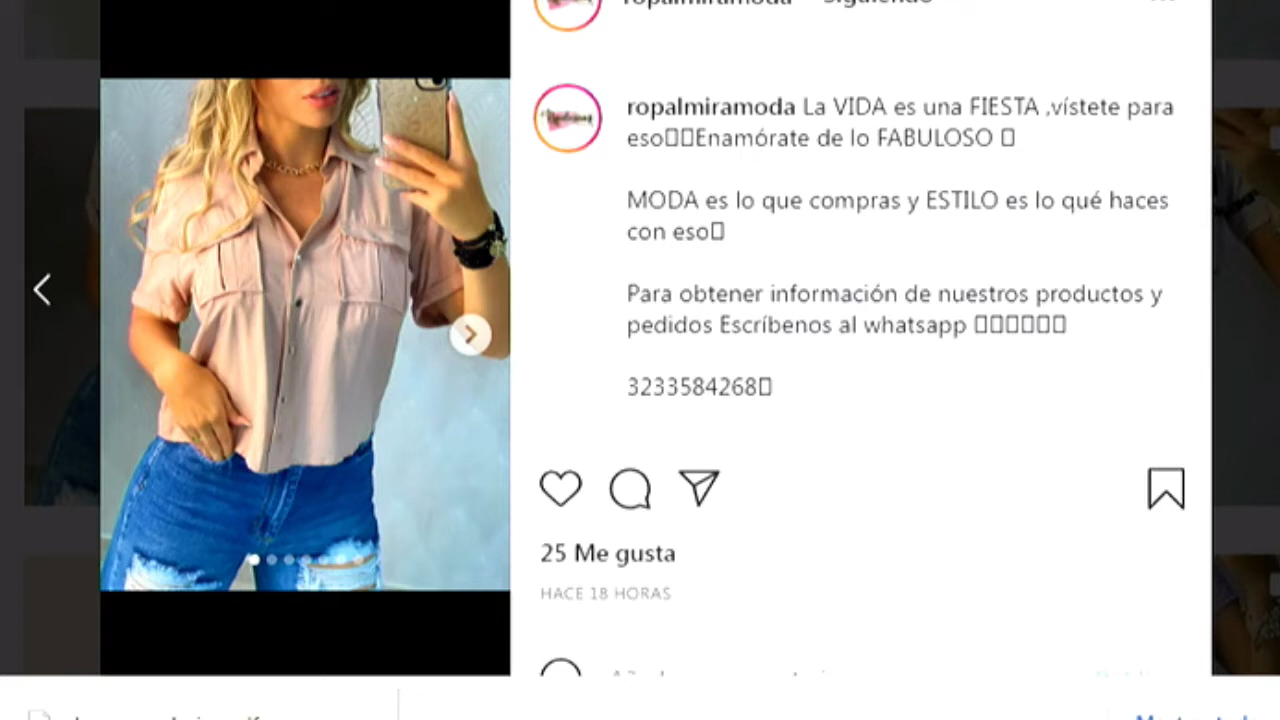 ropalmiramoda
Siguiendo
ropalmiramoda La VIDA es una FIESTA ,vístete para
eso Enamórate de lo FABULOSO
MODA es lo que compras y ESTILO es lo qué haces
con eso
Para obtener información de nuestros productos y
pedidos Escríbenos al whatsapp
3233584268
25 Me gusta
HACE 18 HORAS